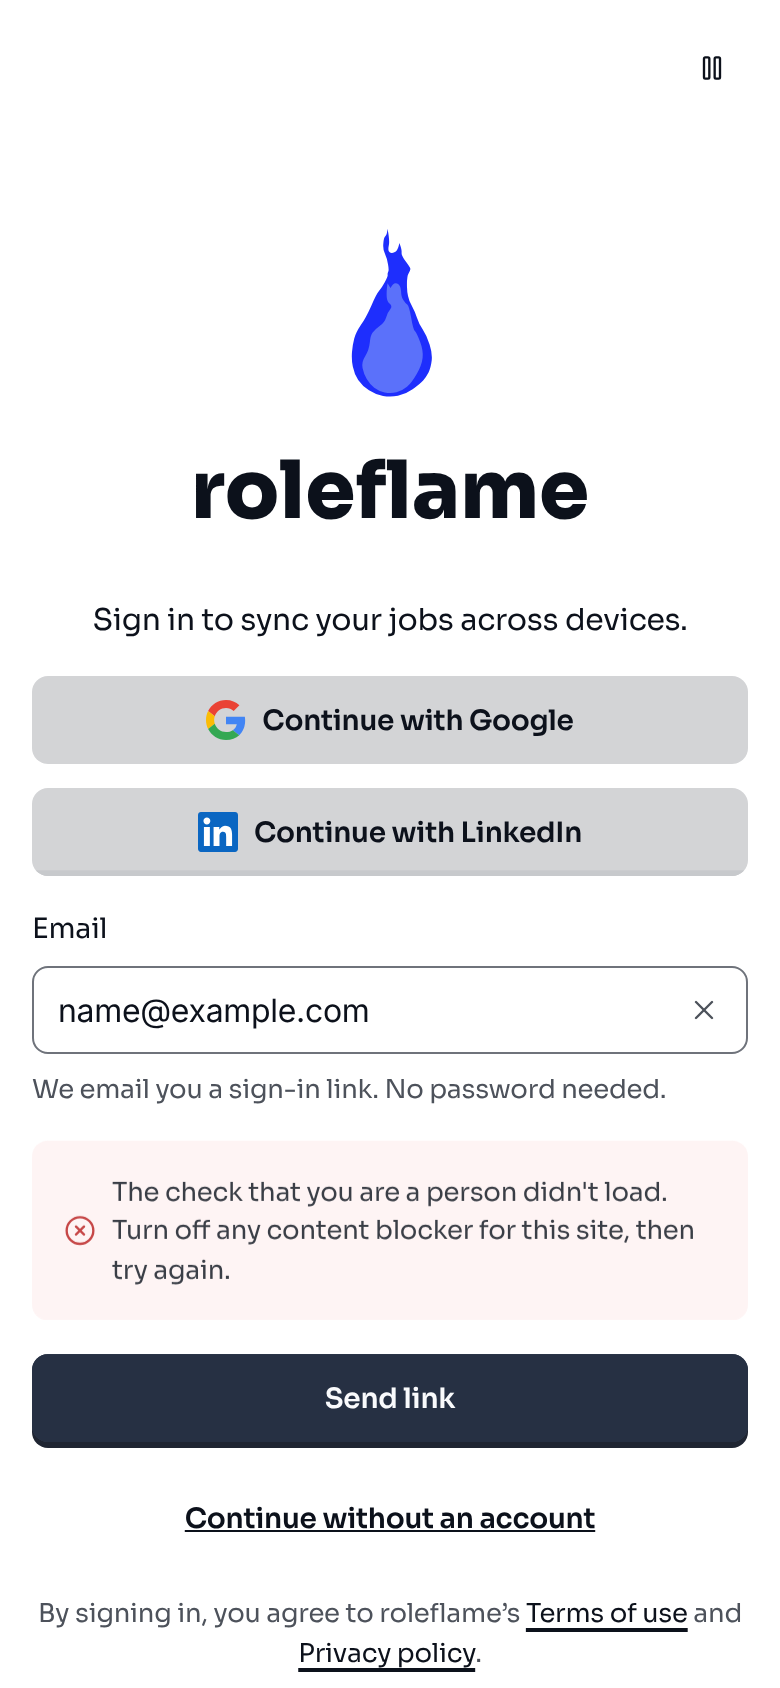 roleflame
Sign in to sync your jobs across devices.
Continue with Google
Continue with LinkedIn
Email
name@example.com
We email you a sign-in link. No password needed.
The check that you are a person didn't load.
Turn off any content blocker for this site, then
try again.
Send link
Continue without an account
By signing in, you agree to roleflame’s Terms of use and
Privacy policy.